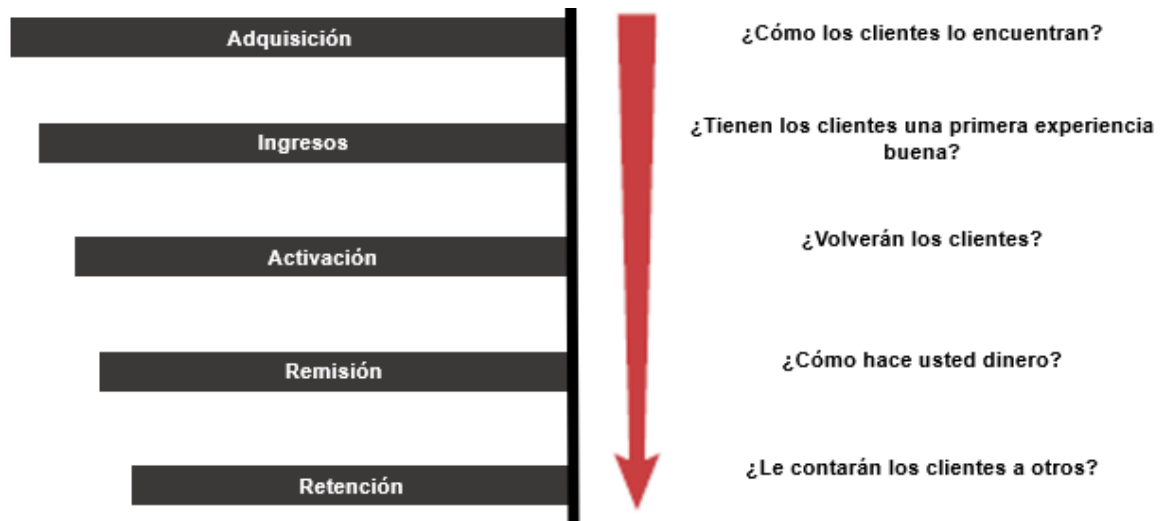 Adquisición
¿Cómo los clientes lo encuentran?
Ingresos
¿Tienen los clientes una primera experiencia
buena?
Activación
¿Volverán los clientes?
Remisión
¿Cómo hace usted dinero?
Retención
¿Le contarán los clientes a otros?